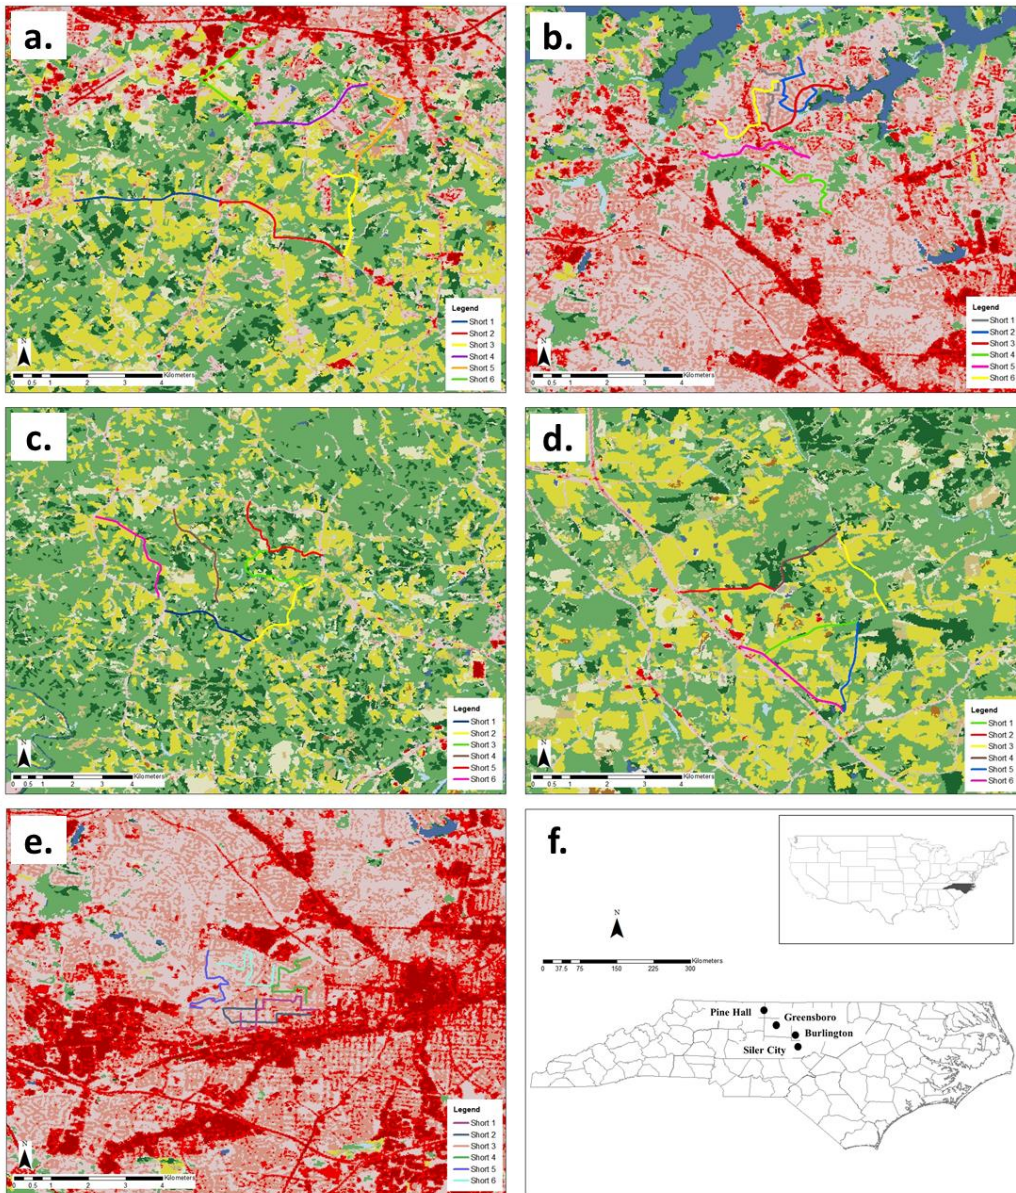 a.
Legend
Short 1
Short 2
Short 3
Short 4
Short 5
Short 6
N
Kilometers
0 0.5 1 2 3 4
b.
Legend
Short 1
Short 2
Short 3
Short 4
Short 5
Short 6
N
Kilometers
0 0.5 1 2 3 4
c.
Legend
Short 1
Short 2
Short 3
Short 4
Short 5
Short 6
N
Kilometers
0 0.5 1 2 3 4
d.
Legend
Short 1
Short 2
Short 3
Short 4
Short 5
Short 6
N
Kilometers
0 0.5 1 2 3 4
e.
Legend
Short 1
Short 2
Short 3
Short 4
Short 5
Short 6
N
Kilometers
0 0.5 1 2 3 4
f.
N
Kilometers
0 37.5 75 150 225 300
Pine Hall
Greensboro
Burlington
Siler City